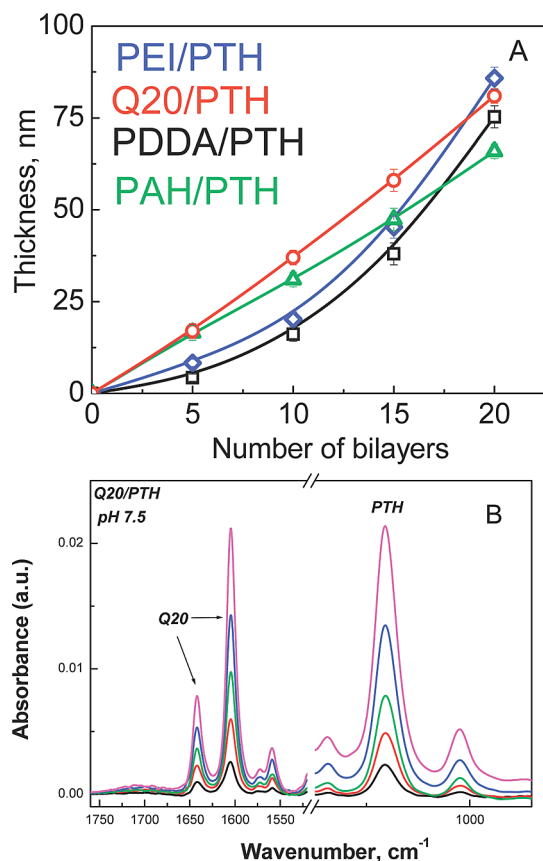 100
A
PEI/PTH
Q20/PTH
PDDA/PTH
PAH/PTH
75
50
25
0
Thickness, nm
0 5 10 15 20
Number of bilayers
Q20/PTH
pH 7.5
PTH
B
Q20
0.02
0.01
0.00
Absorbance (a.u.)
1750 1700 1650 1600 1550 1000
Wavenumber, cm-1